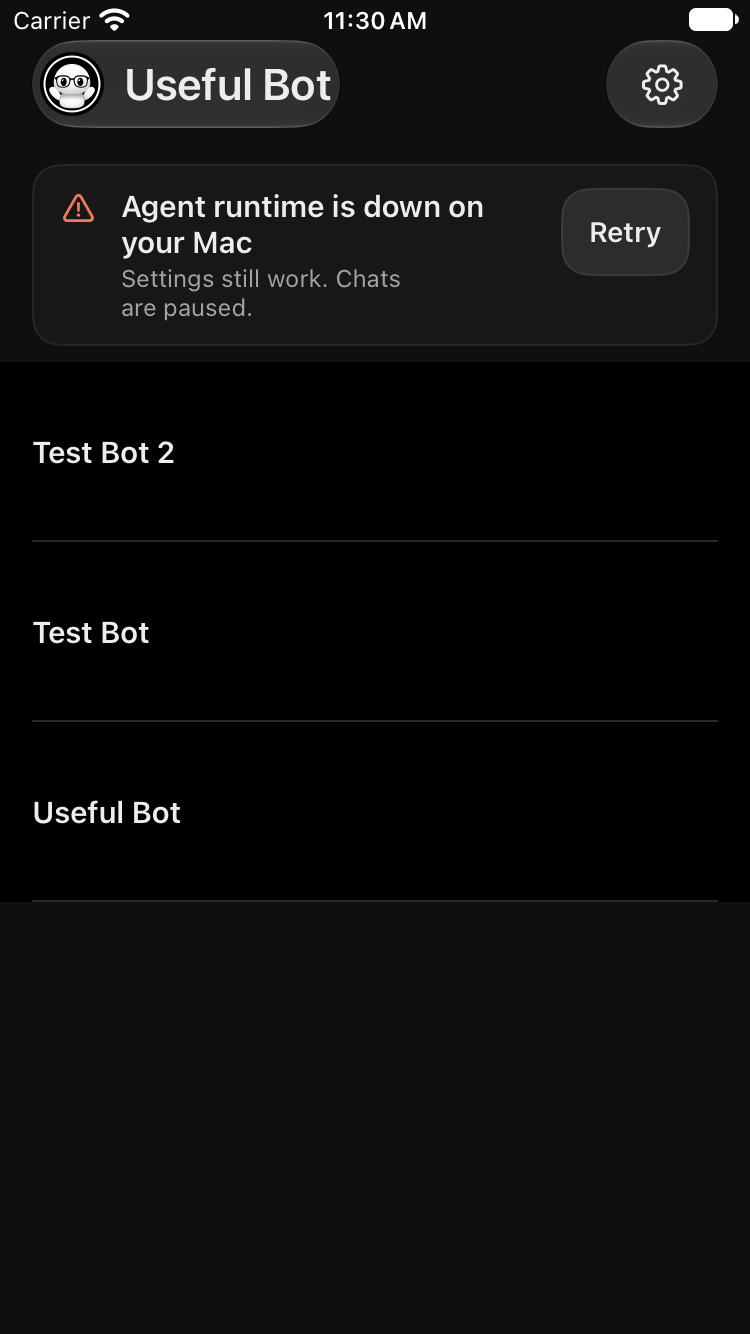 Carrier
11:30 AM
Useful Bot
Agent runtime is down on
your Mac
Settings still work. Chats
are paused.
Retry
Test Bot 2
Test Bot
Useful Bot